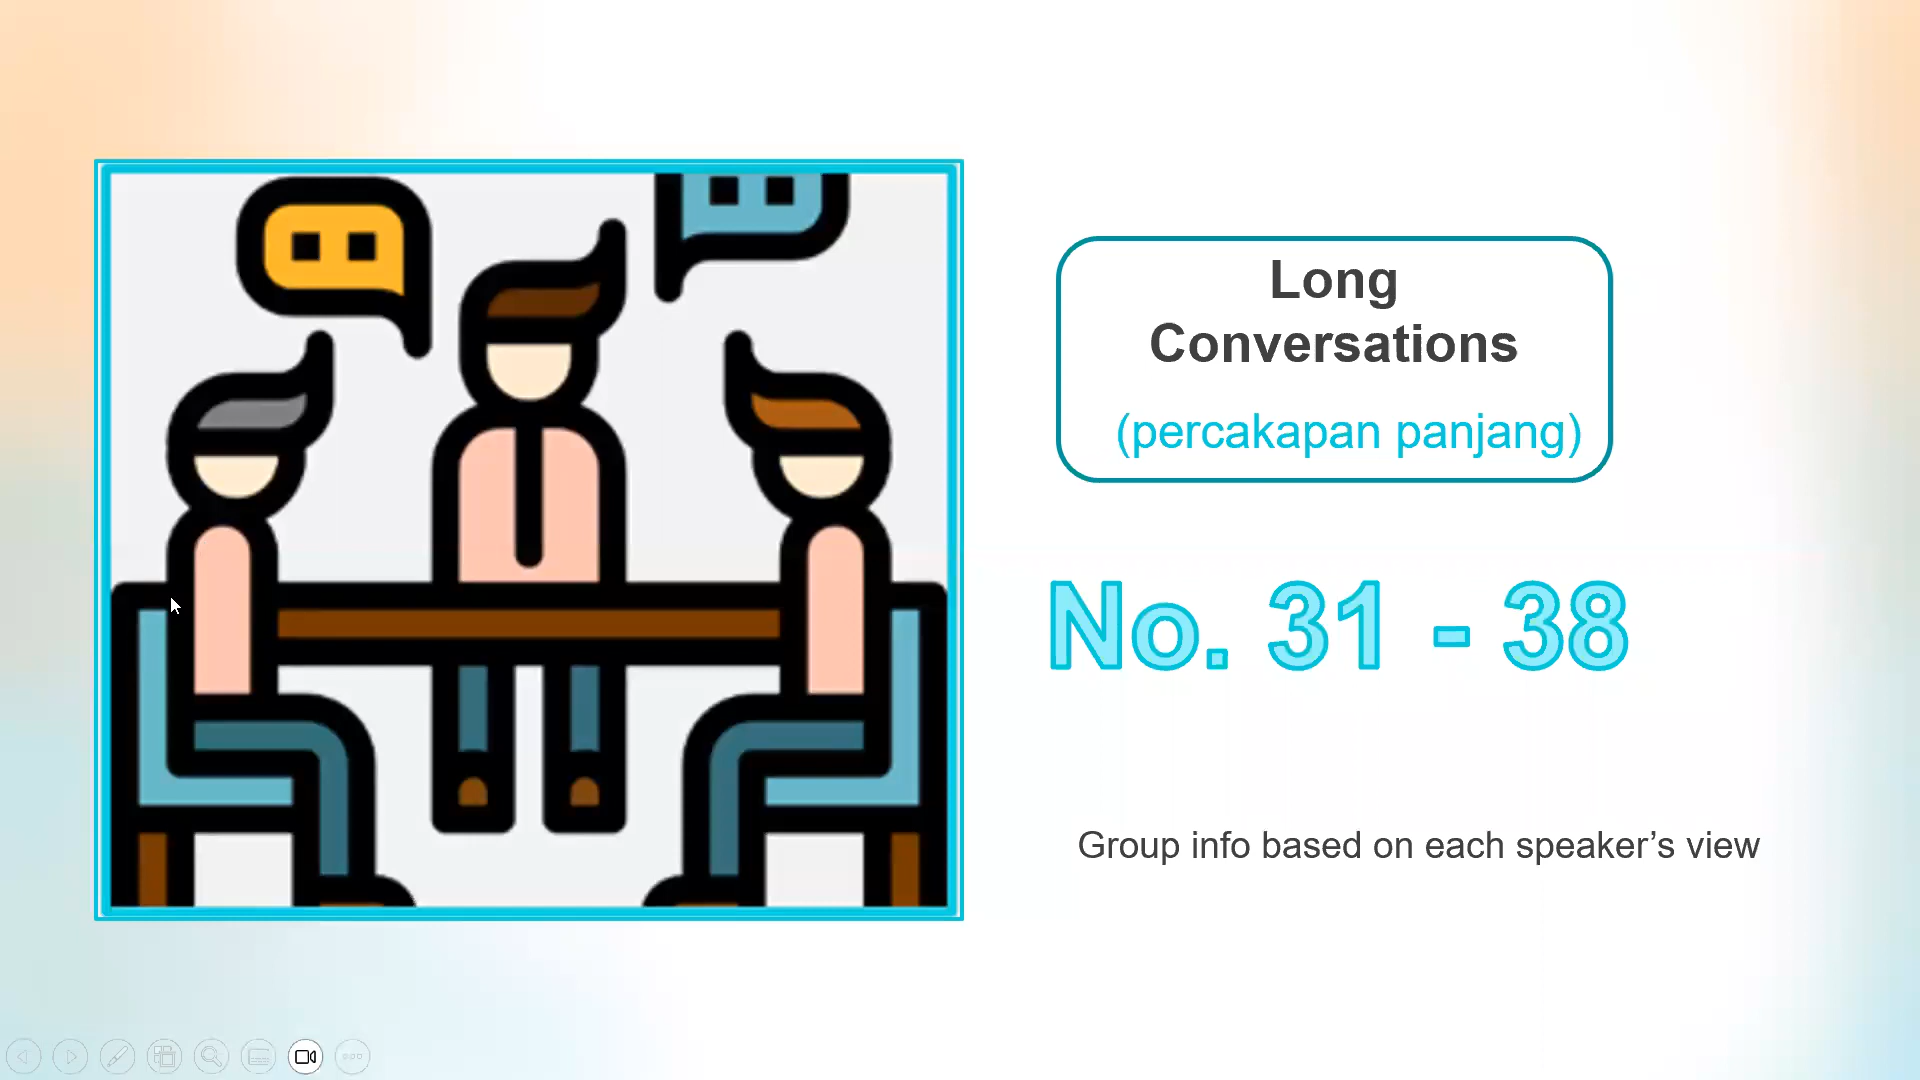 Long
Conversations
(percakapan panjang)
No. 31 - 38
Group info based on each speaker’s view